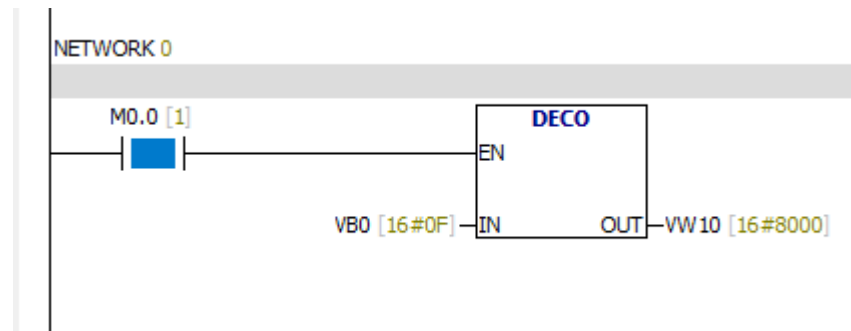 NETWORK 0
M0.0 [1]
DECO
EN
VB0 [16#0F] IN OUT VW10 [16#8000]